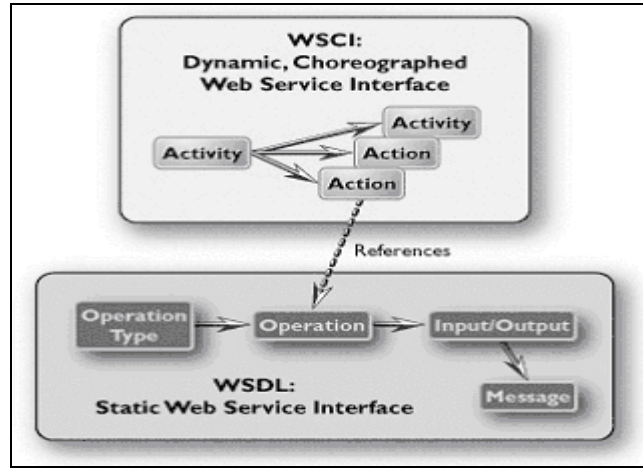 WSCI:
Dynamic, Choreographed
Web Service Interface
Activity
Activity
Action
Action
References
Operation
Type
Operation
Input/Output
Message
WSDL:
Static Web Service Interface